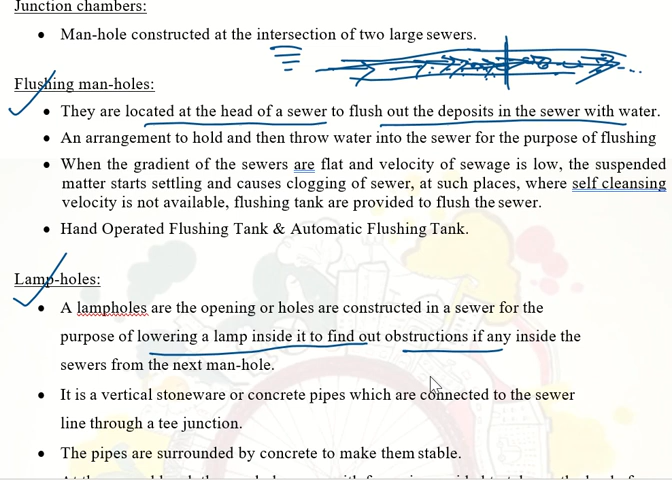 Junction chambers:
• Man-hole constructed at the intersection of two large sewers.
Flushing man-holes:
• They are located at the head of a sewer to flush out the deposits in the sewer with water.
• An arrangement to hold and then throw water into the sewer for the purpose of flushing
• When the gradient of the sewers are flat and velocity of sewage is low, the suspended
matter starts settling and causes clogging of sewer, at such places, where self cleansing
velocity is not available, flushing tank are provided to flush the sewer.
• Hand Operated Flushing Tank & Automatic Flushing Tank.
Lamp-holes:
• A lampholes are the opening or holes are constructed in a sewer for the
purpose of lowering a lamp inside it to find out obstructions if any inside the
sewers from the next man-hole.
• It is a vertical stoneware or concrete pipes which are connected to the sewer
line through a tee junction.
• The pipes are surrounded by concrete to make them stable.